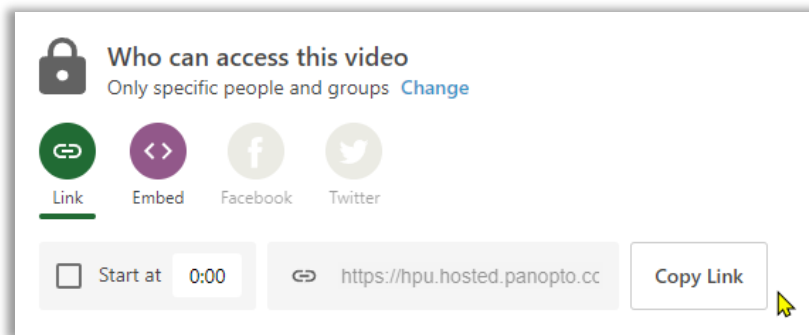 Who can access this video
Only specific people and groups Change
Link Embed Facebook Twitter
Start at 0:00 https://hpu.hosted.panopto.cc Copy Link